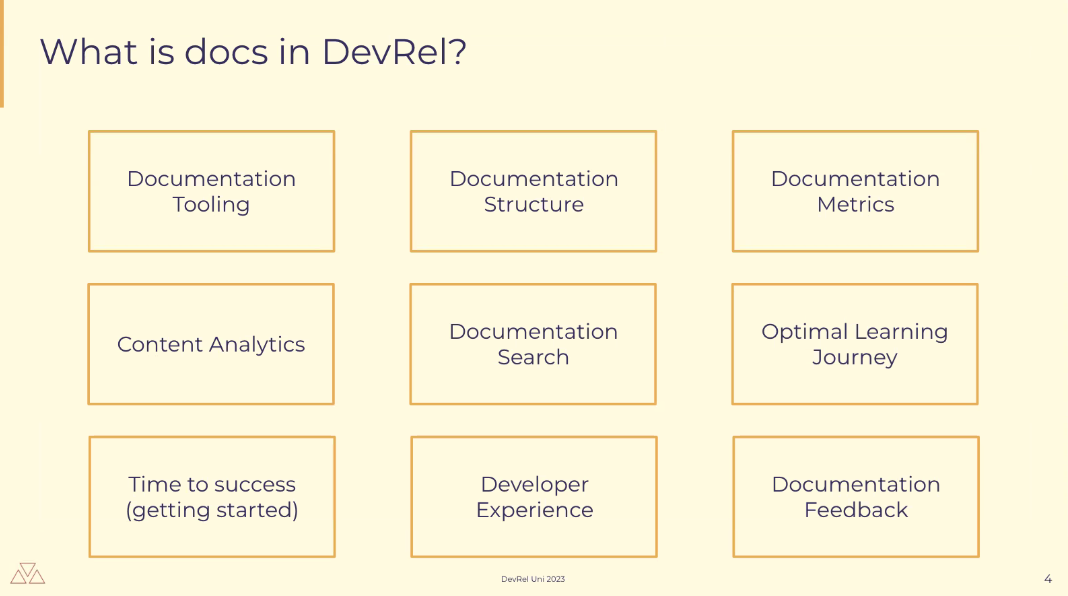 What is docs in DevRel?
Documentation
Tooling
Documentation
Structure
Documentation
Metrics
Content Analytics
Documentation
Search
Optimal Learning
Journey
Time to success
(getting started)
Developer
Experience
Documentation
Feedback
DevRel Uni 2023
4